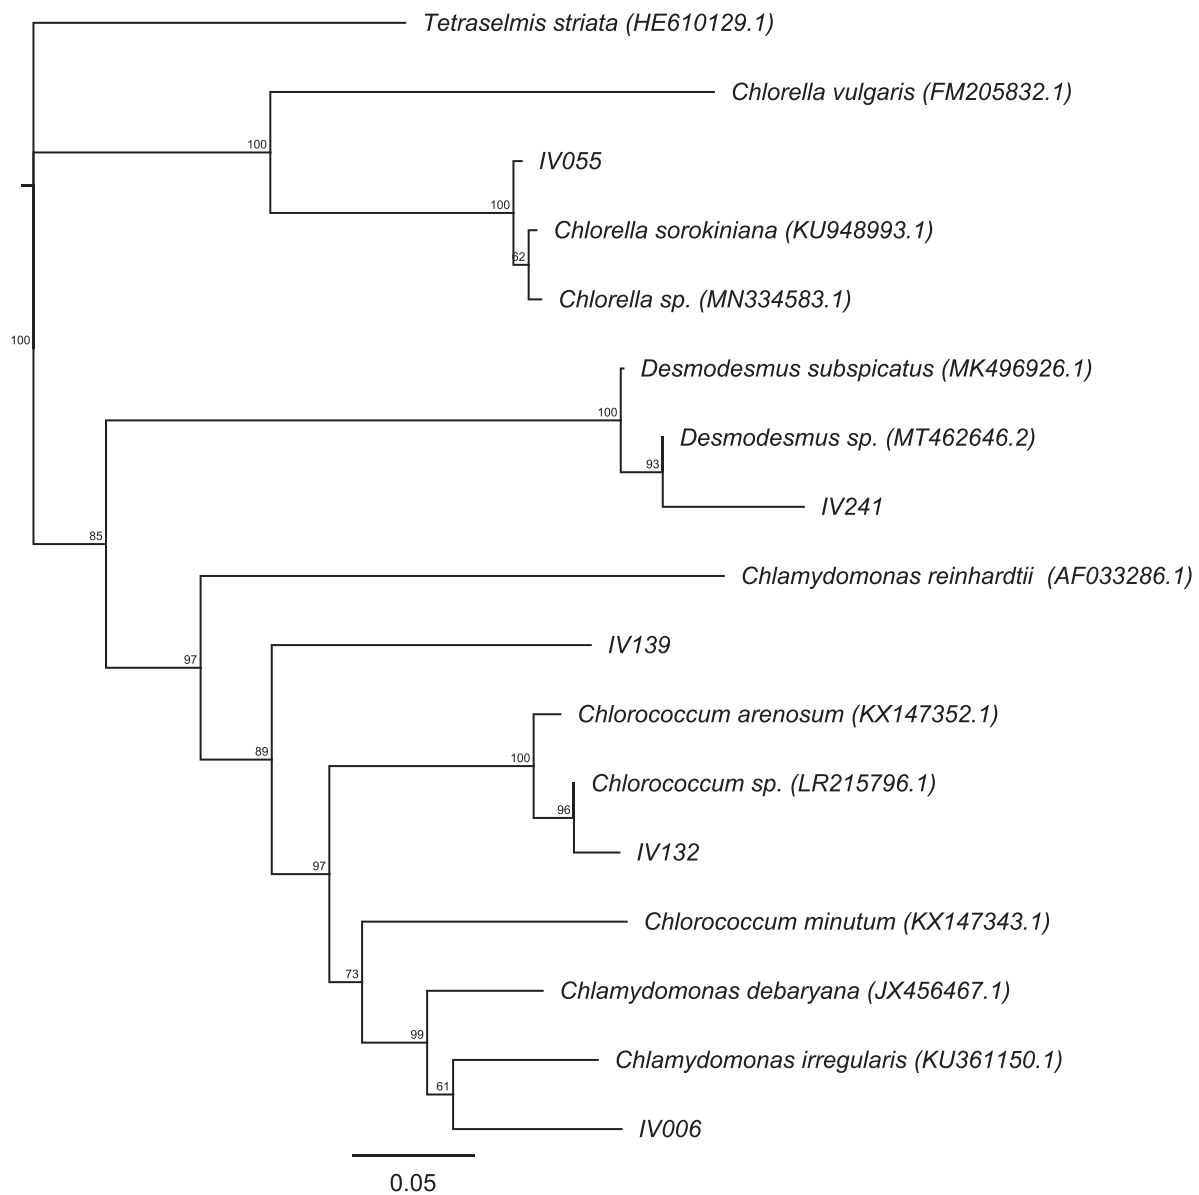 Tetraselmis striata (HE610129.1)
Chlorella vulgaris (FM205832.1)
100
IV055
100
Chlorella sorokiniana (KU948993.1)
62
Chlorella sp. (MN334583.1)
100
Desmodesmus subspicatus (MK496926.1)
100
Desmodesmus sp. (MT462646.2)
93
IV241
85
Chlamydomonas reinhardtii (AF033286.1)
IV139
97
Chlorococcum arenosum (KX147352.1)
89
100
Chlorococcum sp. (LR215796.1)
96
IV132
97
Chlorococcum minutum (KX147343.1)
73
Chlamydomonas debaryana (JX456467.1)
99
Chlamydomonas irregularis (KU361150.1)
61
IV006
0.05